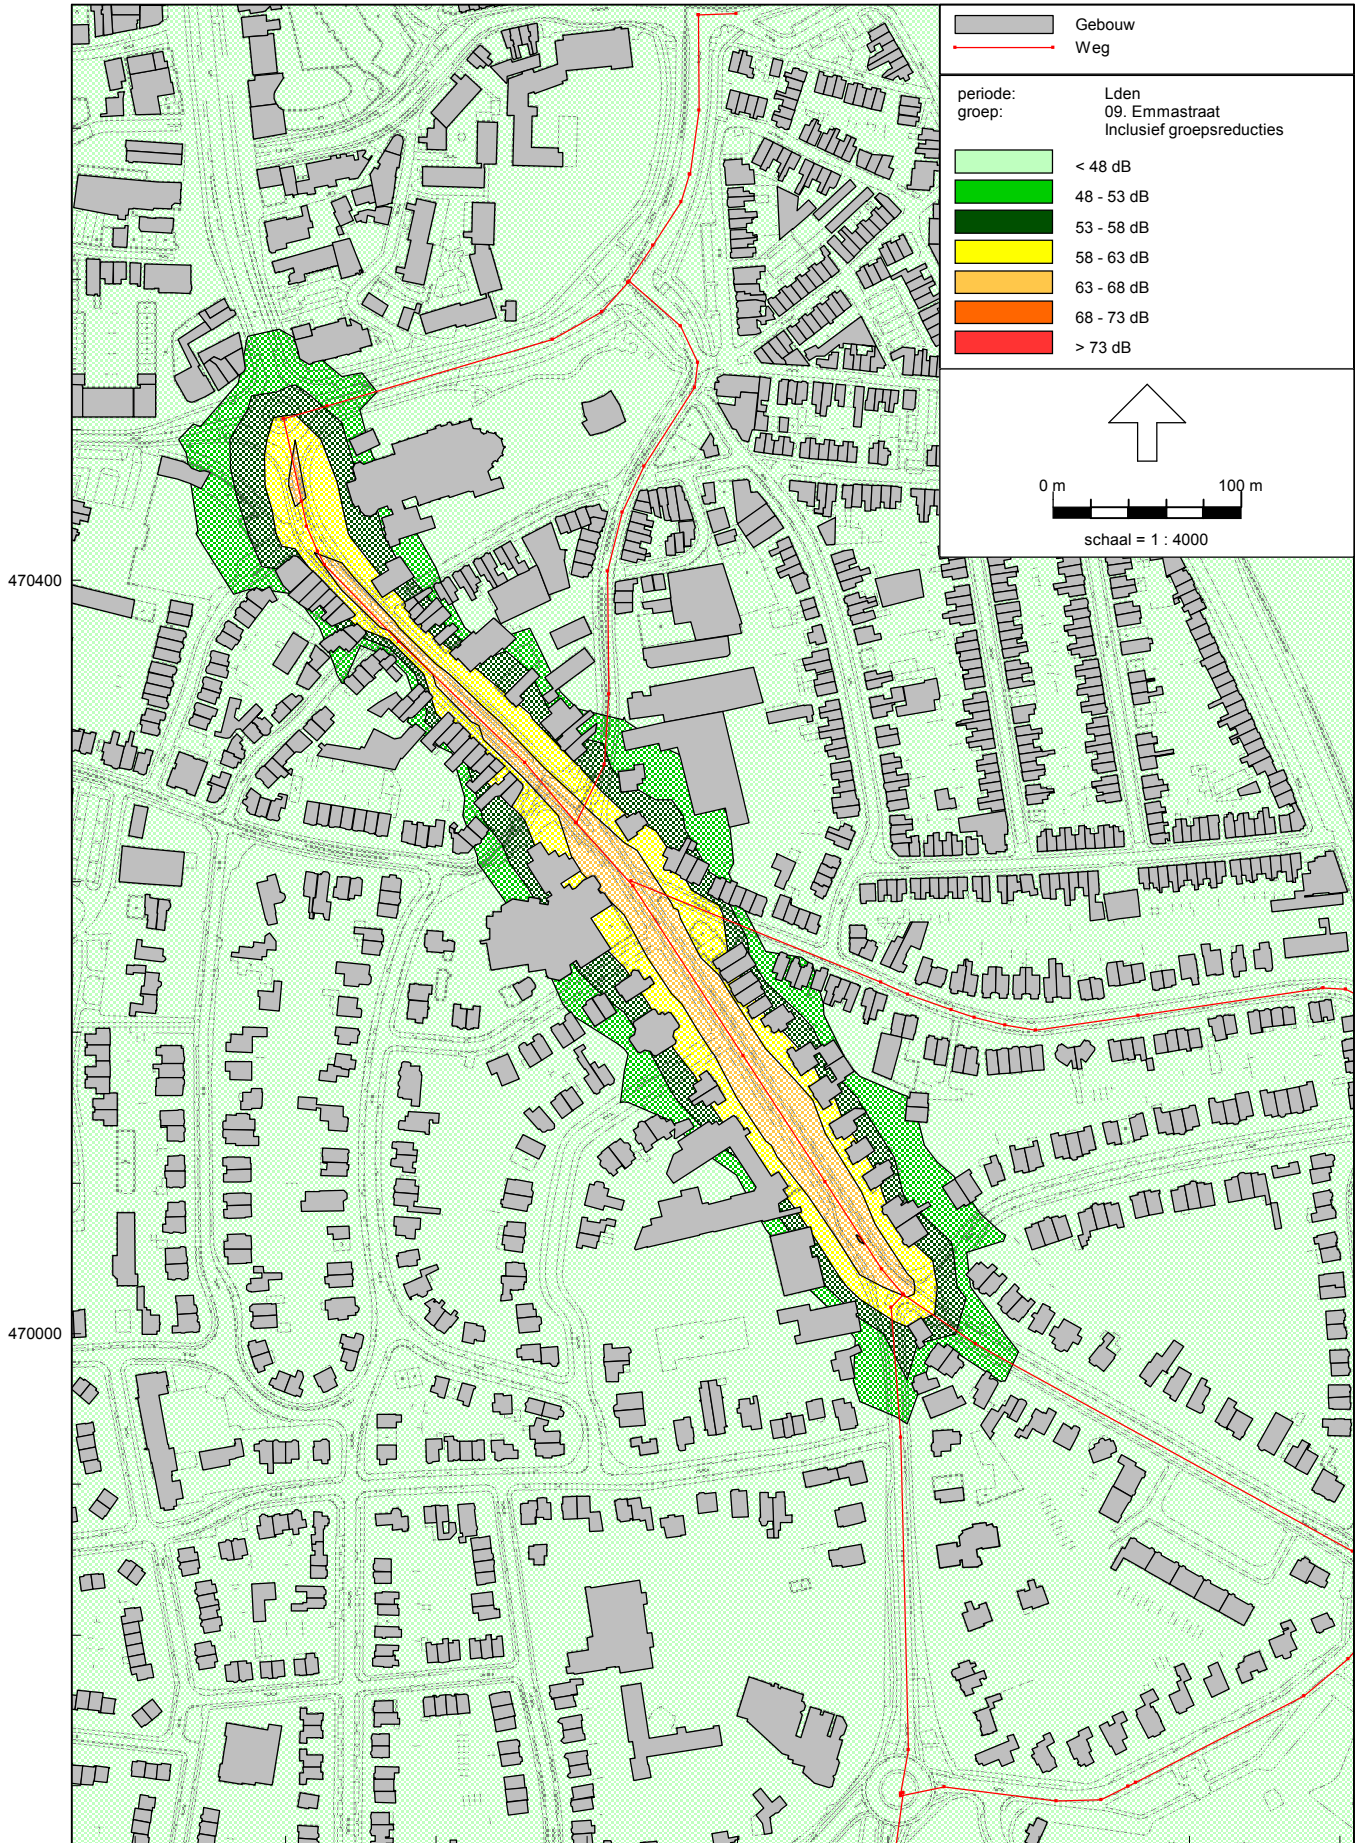 Gebouw
Weg
periode: Lden
groep: 09. Emmastraat
Inclusief groepsreducties
< 48 dB
48 - 53 dB
53 - 58 dB
58 - 63 dB
63 - 68 dB
68 - 73 dB
> 73 dB
0 m 100 m
schaal = 1 : 4000
470400
470000